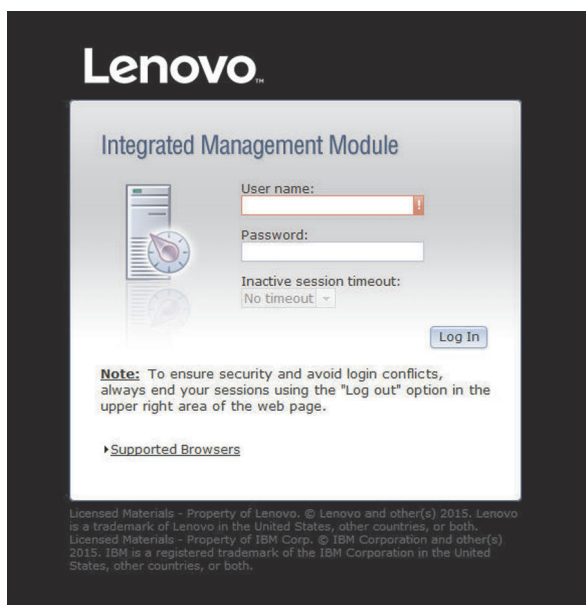 Lenovo™
Integrated Management Module
User name:
!
Password:
Inactive session timeout:
No timeout
Log In
Note: To ensure security and avoid login conflicts,
always end your sessions using the "Log out" option in the
upper right area of the web page.
Supported Browsers
Licensed Materials - Property of Lenovo. © Lenovo and other(s) 2015. Lenovo
is a trademark of Lenovo in the United States, other countries, or both.
Licensed Materials - Property of IBM Corp. © IBM Corporation and other(s)
2015. IBM is a registered trademark of the IBM Corporation in the United
States, other countries, or both.